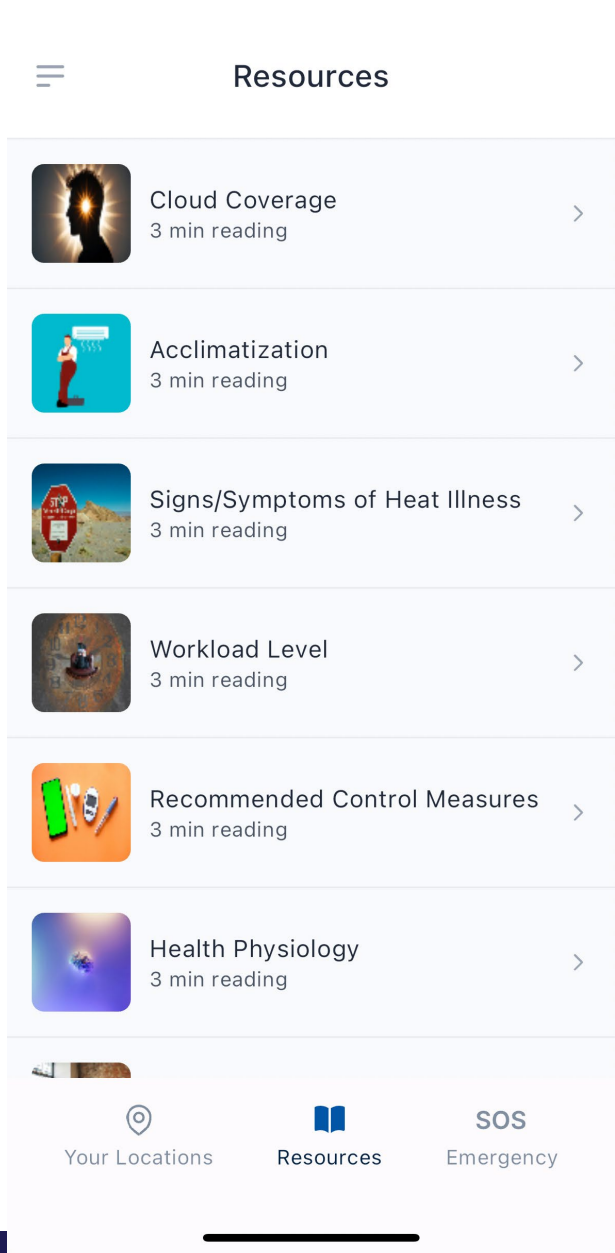 Resources
Cloud Coverage
3 min reading
Acclimatization
3 min reading
Signs/Symptoms of Heat Illness
3 min reading
STOP
Workload Level
3 min reading
Recommended Control Measures
3 min reading
Health Physiology
3 min reading
Your Locations
Resources
SOS
Emergency